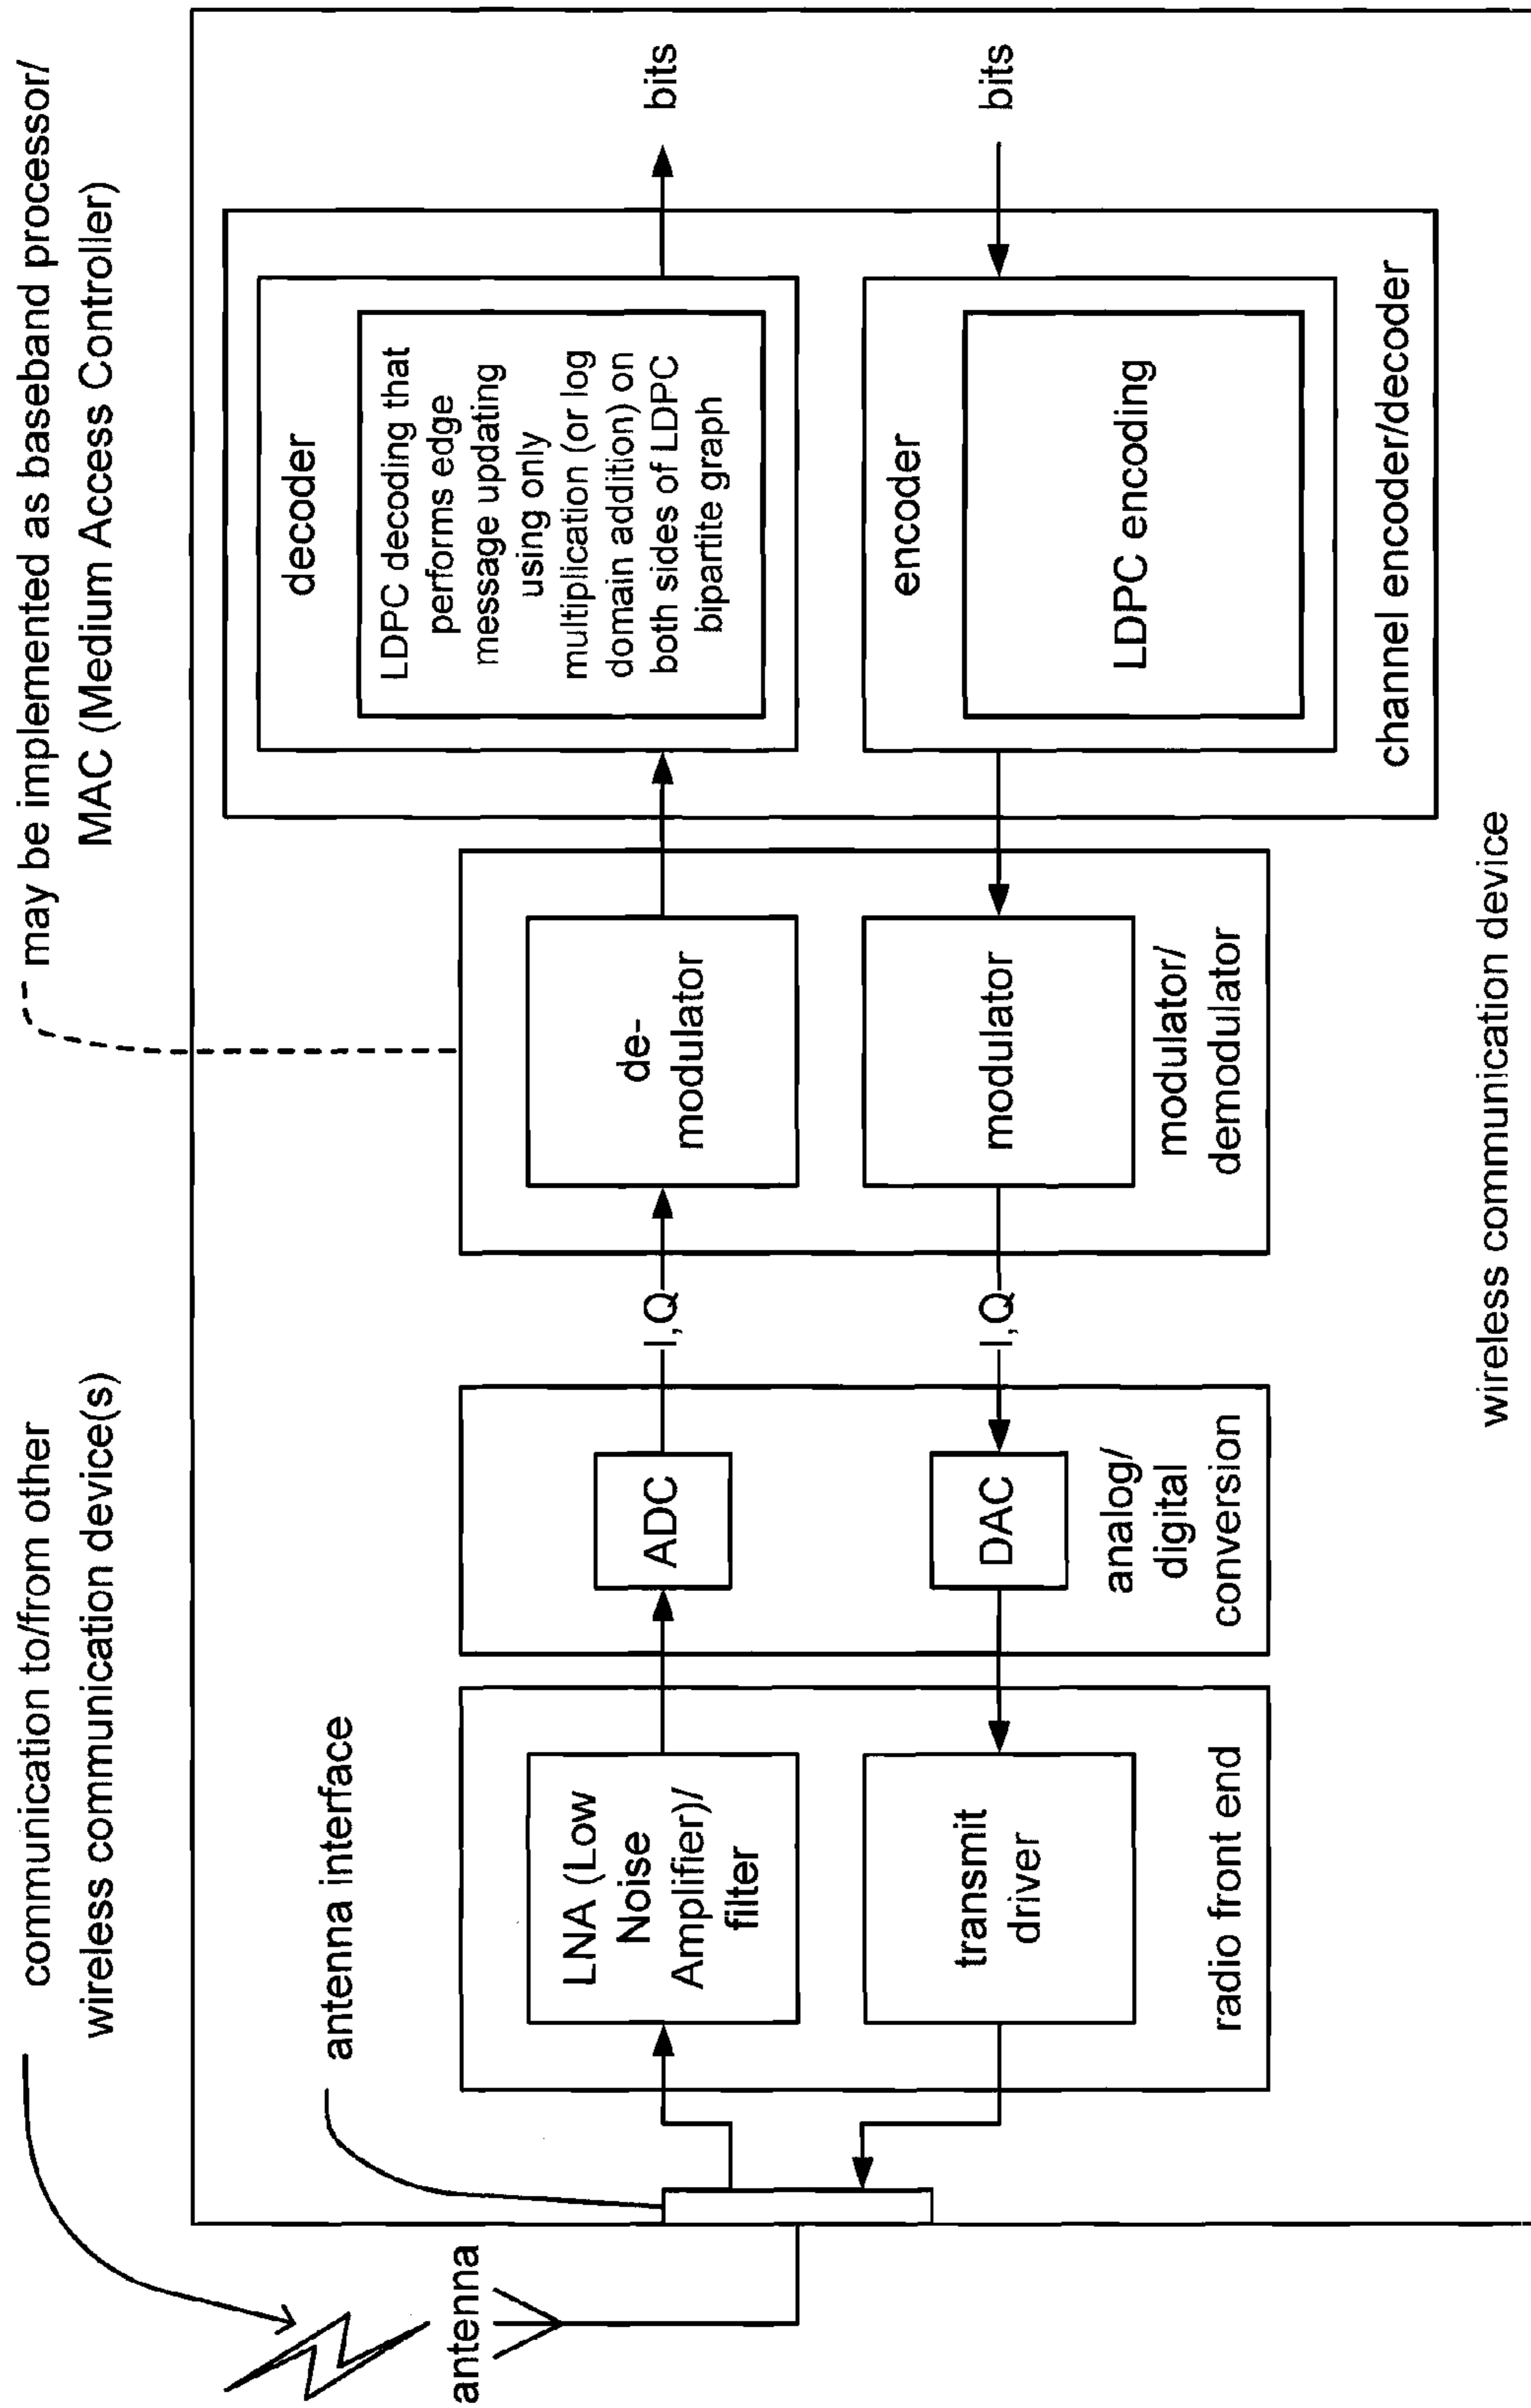 communication to/from other
wireless communication device(s)
may be implemented as baseband processor/
MAC (Medium Access Controller)
antenna
antenna interface
LNA (Low
Noise
Amplifier)/
filter
transmit
driver
radio front end
ADC
DAC
analog/
digital
conversion
I,Q
I,Q
de-
modulator
modulator
modulator/
demodulator
decoder
LDPC decoding that
performs edge
message updating
using only
multiplication (or log
domain addition) on
both sides of LDPC
bipartite graph
encoder
LDPC encoding
channel encoder/decoder
bits
bits
wireless communication device